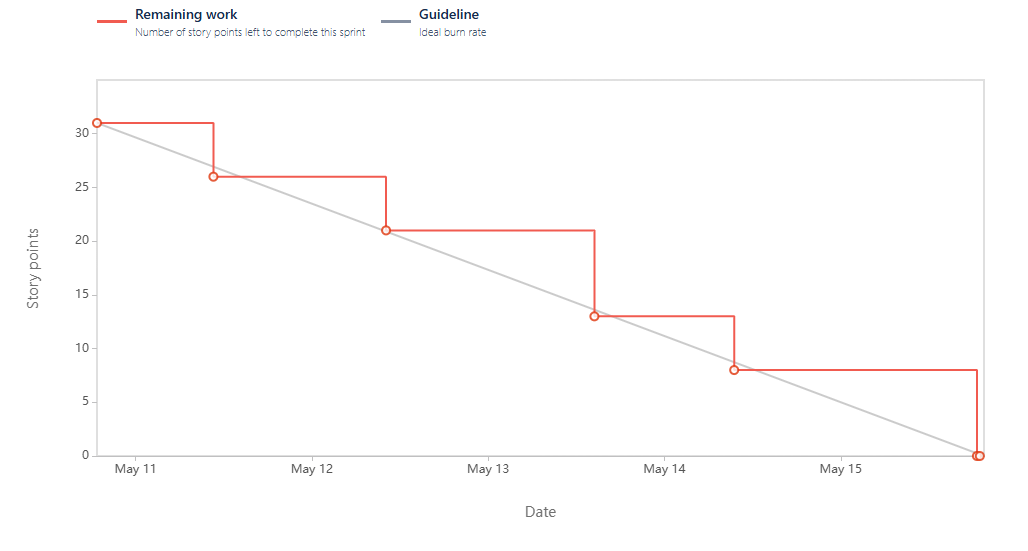 Remaining work
Number of story points left to complete this sprint
Guideline
Ideal burn rate
Story points
30
25
20
15
10
5
0
May 11
May 12
May 13
May 14
May 15
Date